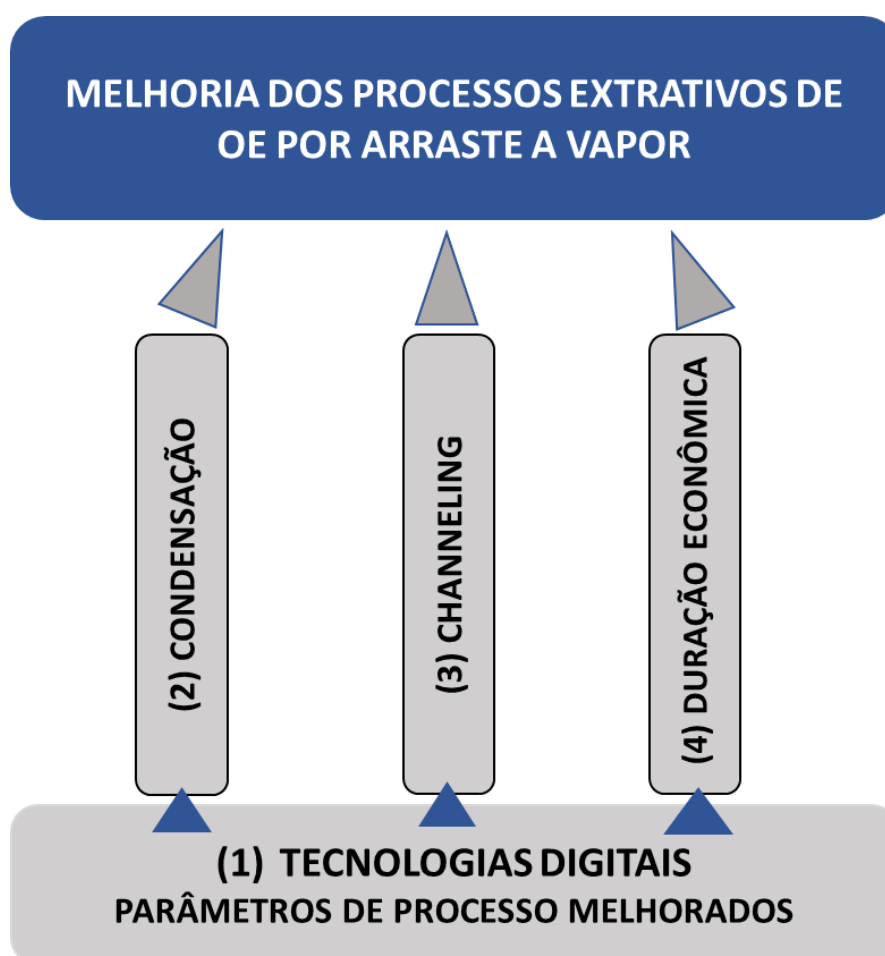 MELHORIA DOS PROCESSOS EXTRATIVOS DE
OE POR ARRASTE A VAPOR
(2) CONDENSAÇÃO
(3) CHANNELING
(4) DURAÇÃO ECONÔMICA
(1) TECNOLOGIAS DIGITAIS
PARÂMETROS DE PROCESSO MELHORADOS